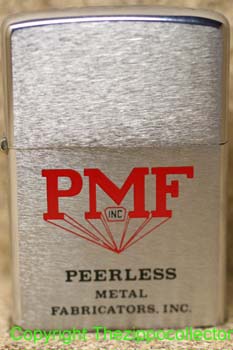 PMF
INC
PEERLESS
METAL
FABRICATORS, INC.
Copyright Thezippocollector